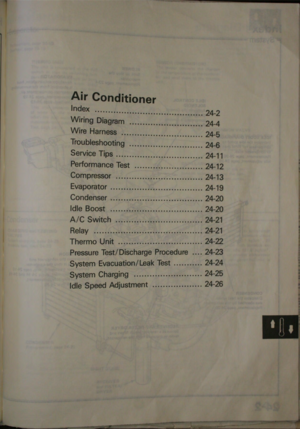 Air Conditioner
Index ........................................ 24-2
Wiring Diagram ........................... 24-4
Wire Harness .............................. 24-5
Troubleshooting ........................... 24-6
Service Tips ................................ 24-11
Performance Test ......................... 24-12
Compressor ................................ 24-13
Evaporator .................................. 24-19
Condenser .................................. 24-20
Idle Boost .................................. 24-20
A/C Switch ................................ 24-21
Relay ........................................ 24-21
Thermo Unit ............................... 24-22
Pressure Test/Discharge Procedure .... 24-23
System Evacuation/Leak Test .......... 24-24
System Charging ......................... 24-25
Idle Speed Adjustment .................. 24-26